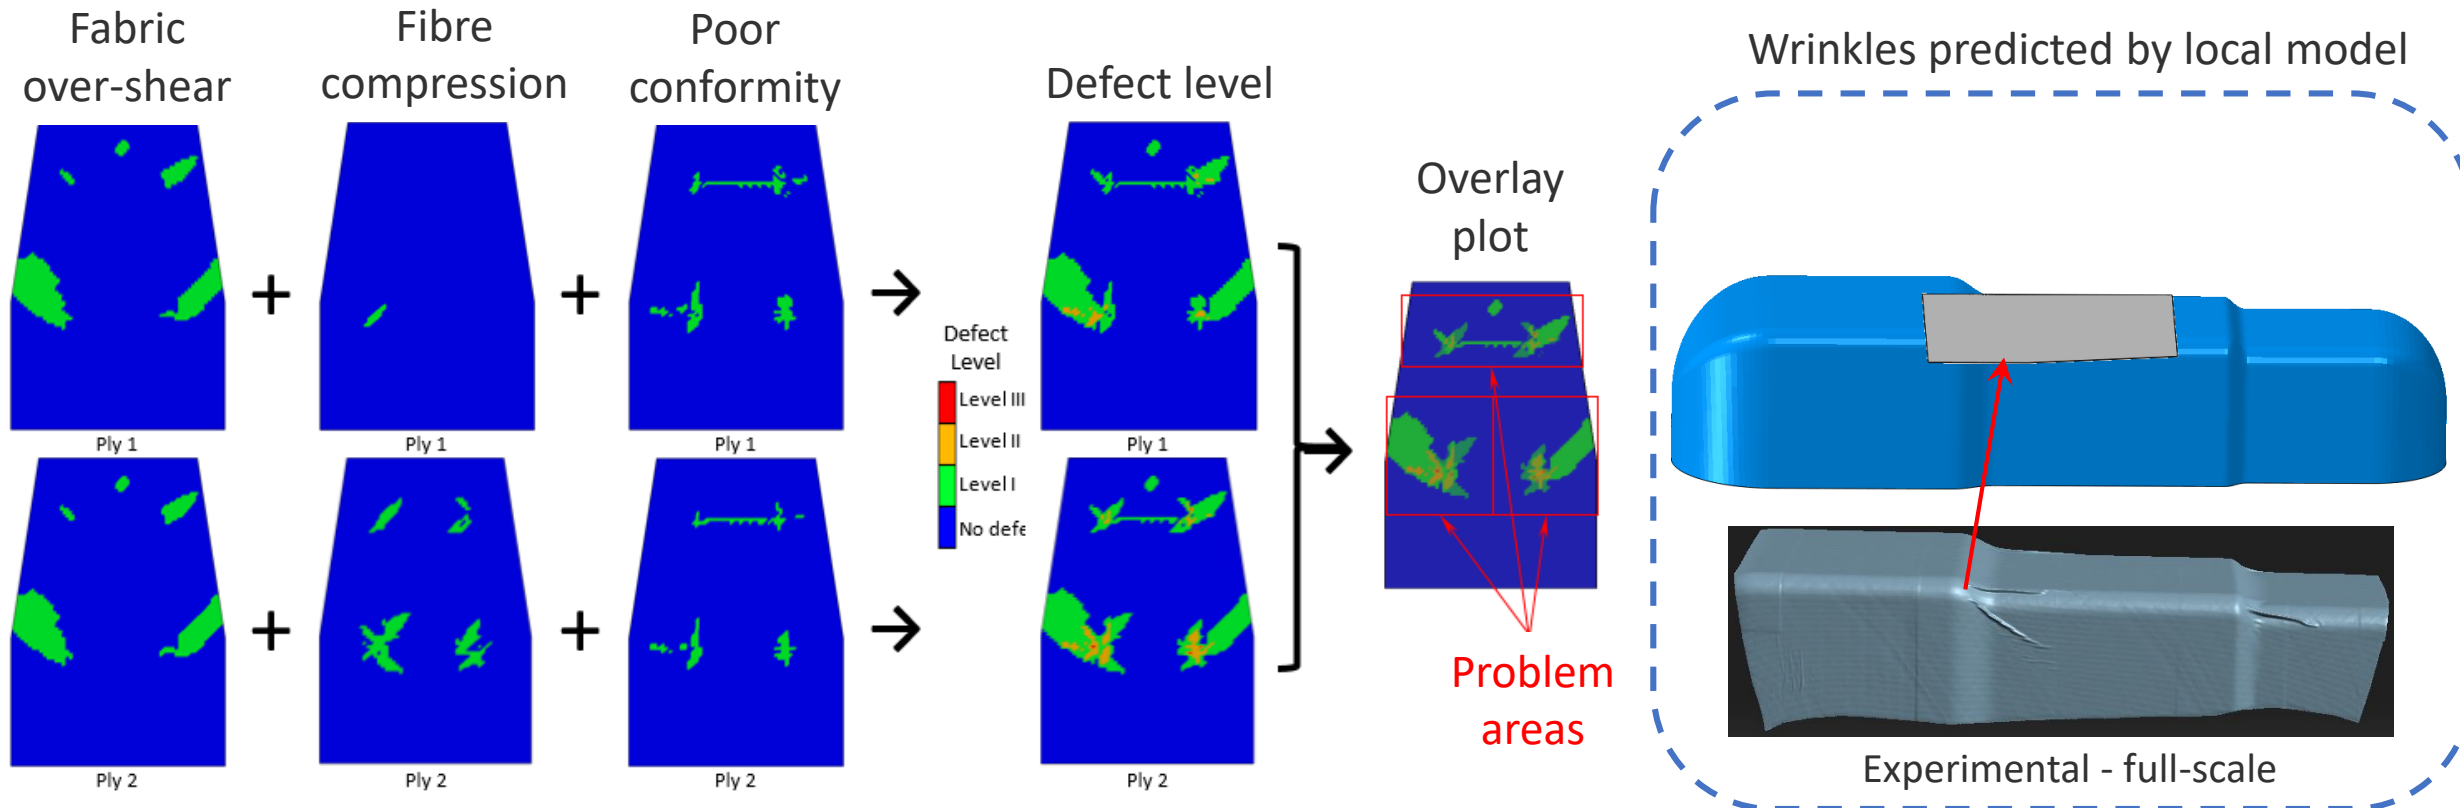 Fabric
over-shear
Fibre
compression
Poor
conformity
Defect level
Wrinkles predicted by local model
Overlay
plot
Defect
Level
Level III
Level II
Level I
No defe
Ply 1
Ply 1
Ply 1
Ply 1
Ply 2
Ply 2
Ply 2
Ply 2
Problem
areas
Experimental - full-scale